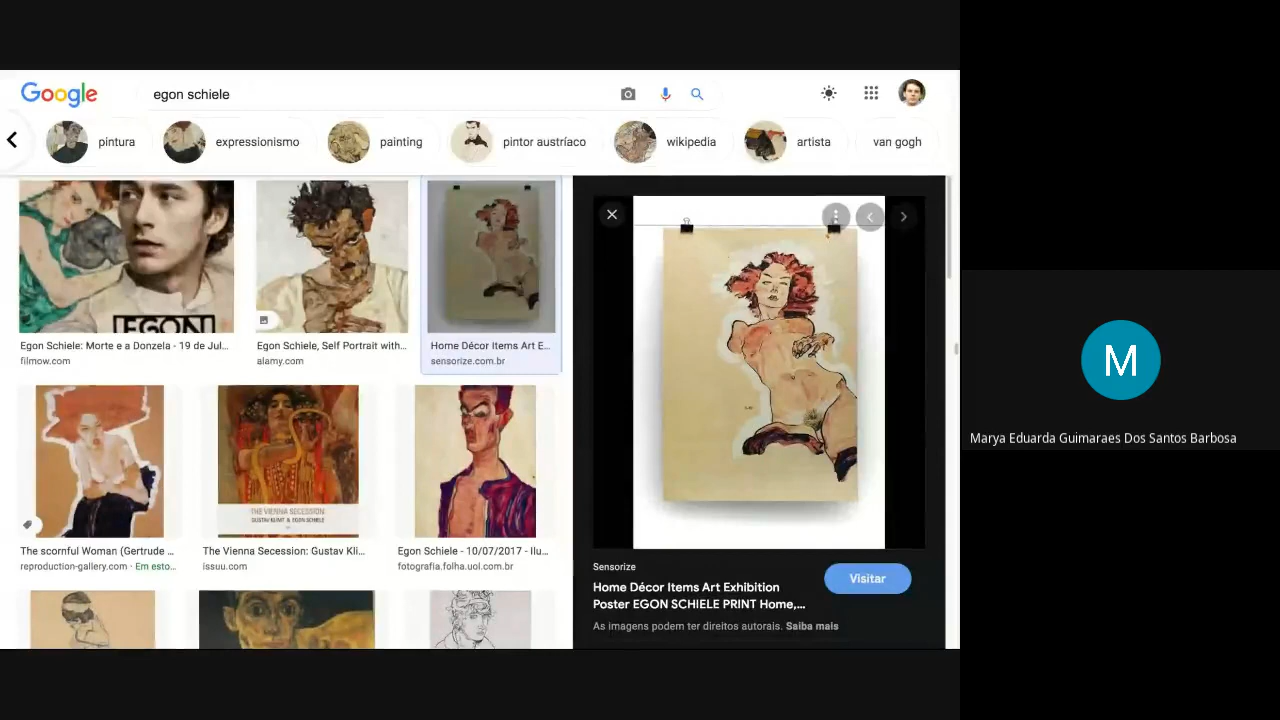 Google
egon schiele
pintura
expressionismo
painting
pintor austríaco
wikipedia
artista
van gogh
EGON
Egon Schiele: Morte e a Donzela - 19 de Jul...
filmow.com
Egon Schiele, Self Portrait with...
alamy.com
Home Décor Items Art E...
sensorize.com.br
The scornful Woman (Gertrude ...
reproduction-gallery.com · Em esto...
THE VIENNA SECESSION
GUSTAV KLIMT & EGON SCHIELE
The Vienna Secession: Gustav Kli...
issuu.com
Egon Schiele - 10/07/2017 - Ilu...
fotografia.folha.uol.com.br
Sensorize
Home Décor Items Art Exhibition
Poster EGON SCHIELE PRINT Home,...
Visitar
As imagens podem ter direitos autorais. Saiba mais
M
Marya Eduarda Guimaraes Dos Santos Barbosa